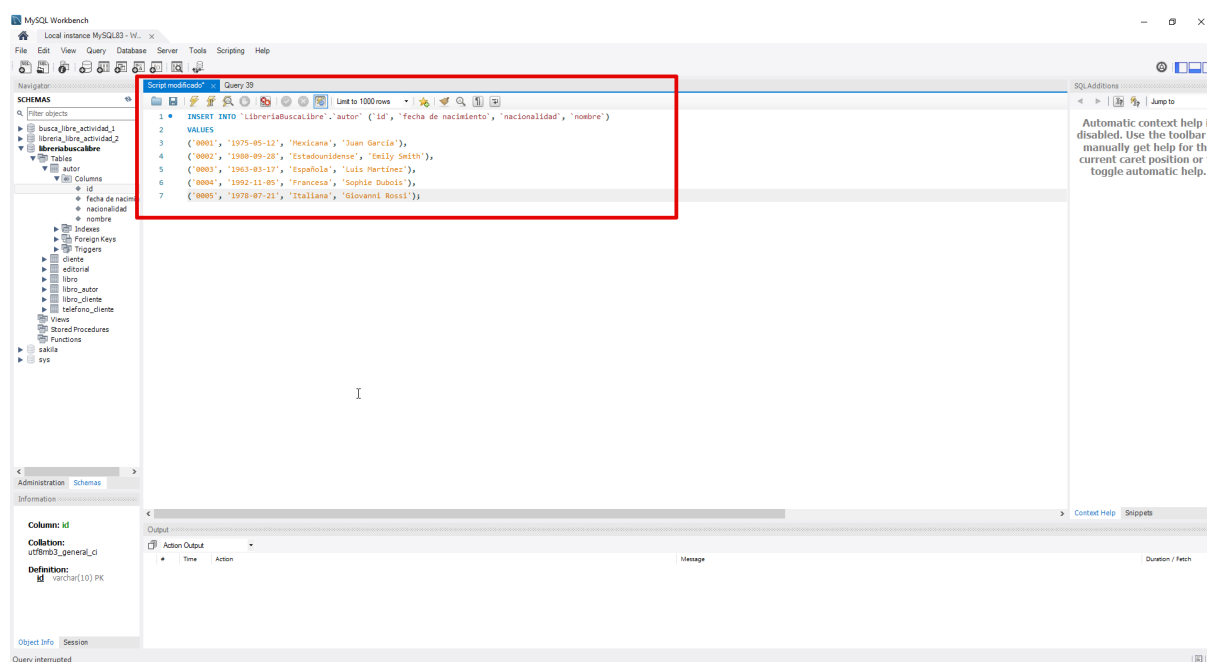 MySQL Workbench
Local instance MySQL83 - W... ×
File Edit View Query Database Server Tools Scripting Help
Navigator
SCHEMAS
Filter objects
busca_libre_actividad_1
libreria_libre_actividad_2
libreriabuscalibre
Tables
autor
Columns
id
fecha de nacimi
nacionalidad
nombre
Indexes
Foreign Keys
Triggers
cliente
editorial
libro
libro_autor
libro_cliente
telefono_cliente
Views
Stored Procedures
Functions
sakila
sys
Administration Schemas
Information
Column: id
Collation:
utf8mb3_general_ci
Definition:
id varchar(10) PK
Object Info Session
Query interrupted
Script modificado* × Query 39
Limit to 1000 rows
1 INSERT INTO `LibreriaBuscaLibre`.`autor` (`id`, `fecha de nacimiento`, `nacionalidad`, `nombre`)
2 VALUES
3 ('0001', '1975-05-12', 'Mexicana', 'Juan García'),
4 ('0002', '1980-09-28', 'Estadounidense', 'Emily Smith'),
5 ('0003', '1963-03-17', 'Española', 'Luis Martínez'),
6 ('0004', '1992-11-05', 'Francesa', 'Sophie Dubois'),
7 ('0005', '1978-07-21', 'Italiana', 'Giovanni Rossi');
Output
Action Output
# Time Action Message Duration / Fetch
SQLAdditions
Jump to
Automatic context help i
disabled. Use the toolbar
manually get help for th
current caret position or
toggle automatic help.
Context Help Snippets